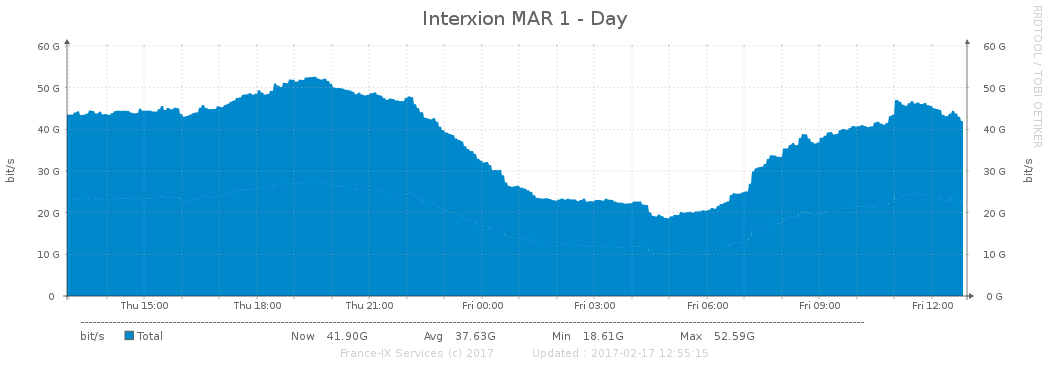 Interxion MAR 1 - Day
RRDTOOL / TOBI OETIKER
60 G 60 G
50 G 50 G
40 G 40 G
30 G 30 G
20 G 20 G
10 G 10 G
0 0 G
bit/s bit/s
Thu 15:00 Thu 18:00 Thu 21:00 Fri 00:00 Fri 03:00 Fri 06:00 Fri 09:00 Fri 12:00
bit/s Total Now 41.90G Avg 37.63G Min 18.61G Max 52.59G
France-IX Services (c) 2017 Updated : 2017-02-17 12:55:15